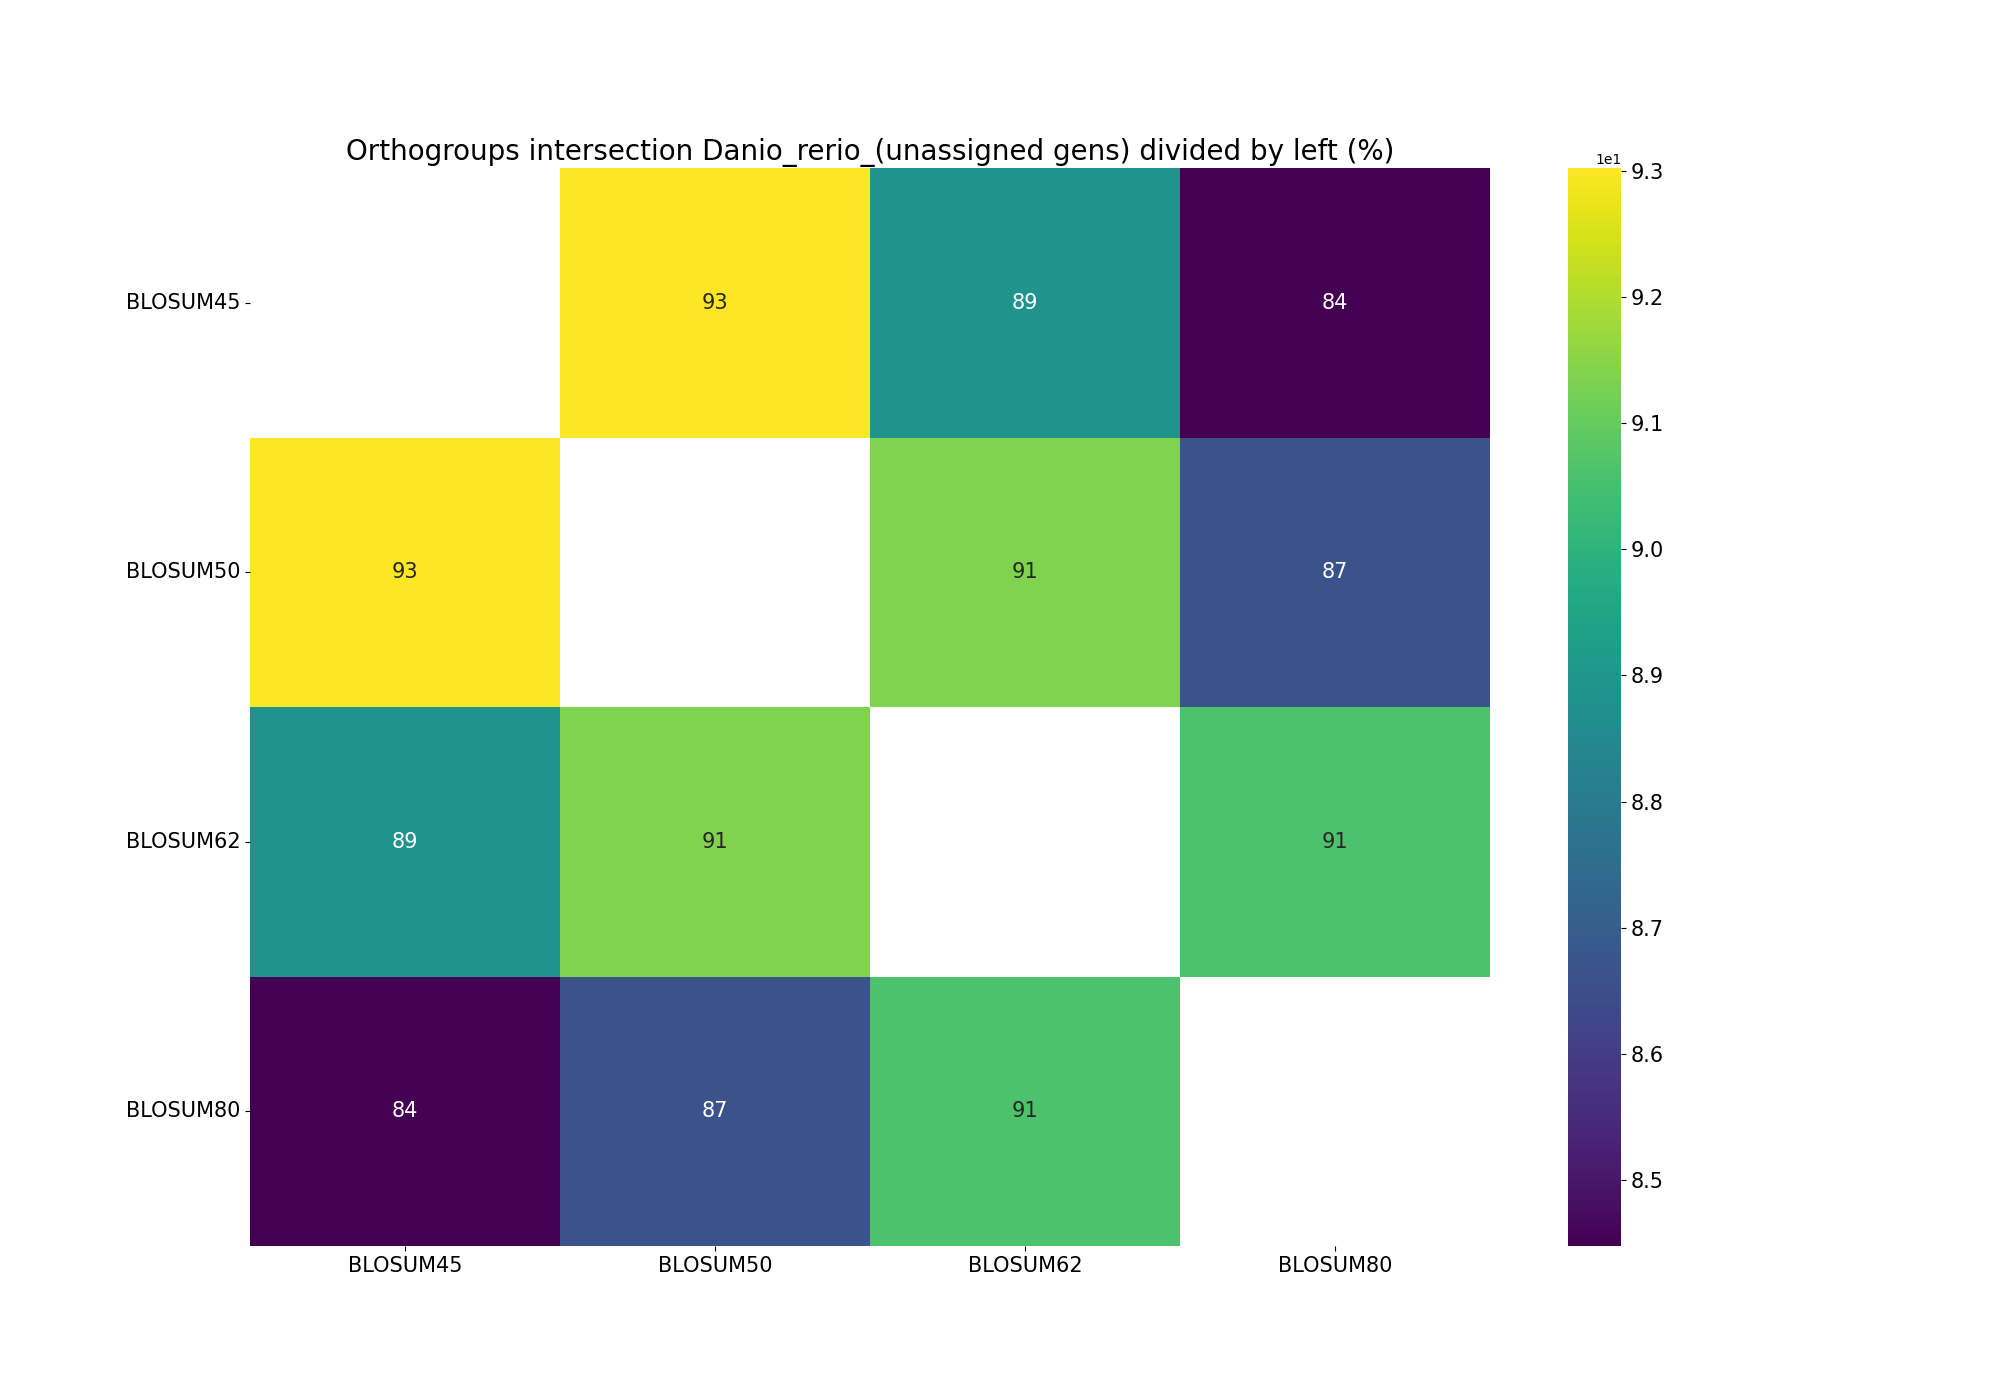 Orthogroups intersection Danio_rerio_(unassigned gens) divided by left (%)
1e1
BLOSUM45 93 89 84
BLOSUM50 93 91 87
BLOSUM62 89 91 91
BLOSUM80 84 87 91
BLOSUM45 BLOSUM50 BLOSUM62 BLOSUM80
9.3
9.2
9.1
9.0
8.9
8.8
8.7
8.6
8.5